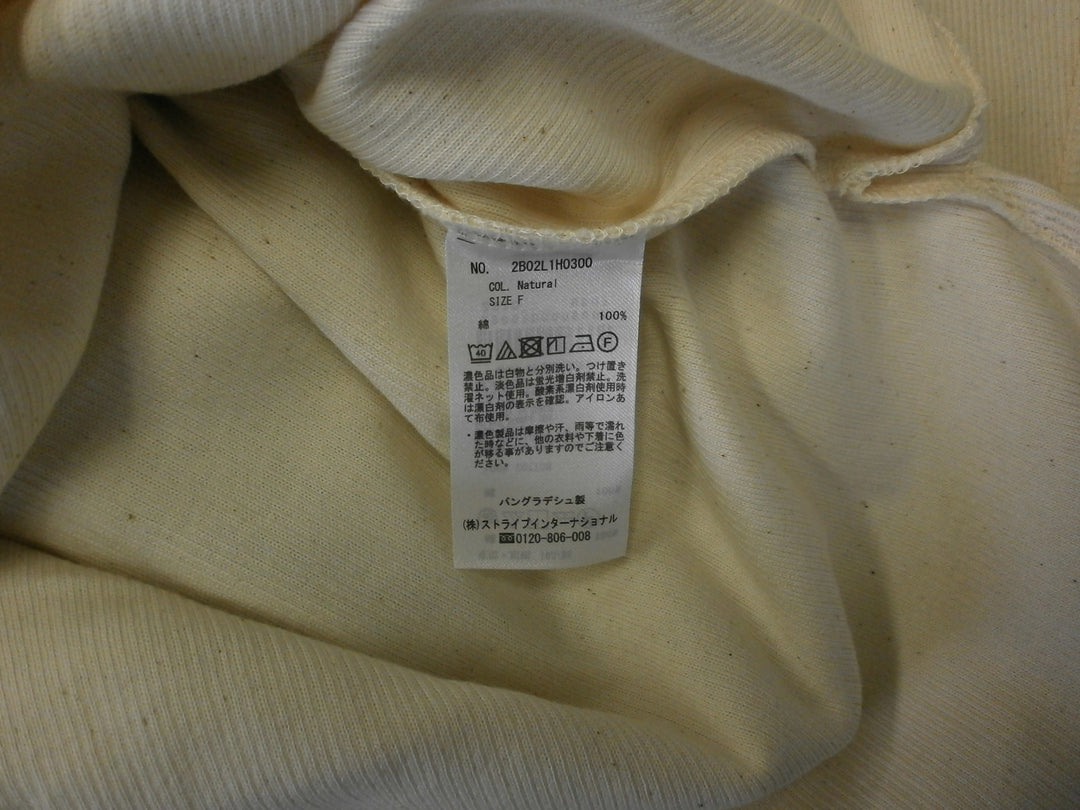 NO. 2B02L1H0300
COL. Natural
SIZE F
綿 100%
40 F
濃色品は白物と分別洗い。つけ置き
禁止。淡色品は蛍光増白剤禁止。洗
濯ネット使用。酸素系漂白剤使用時
は漂白剤の表示を確認。アイロンあ
て布使用。
・濃色製品は摩擦や汗、雨等で濡れ
た時などに、他の衣料や下着に色
が移る事がありますのでご注意く
ださい。
バングラデシュ製
(株)ストライプインターナショナル
0120-806-008